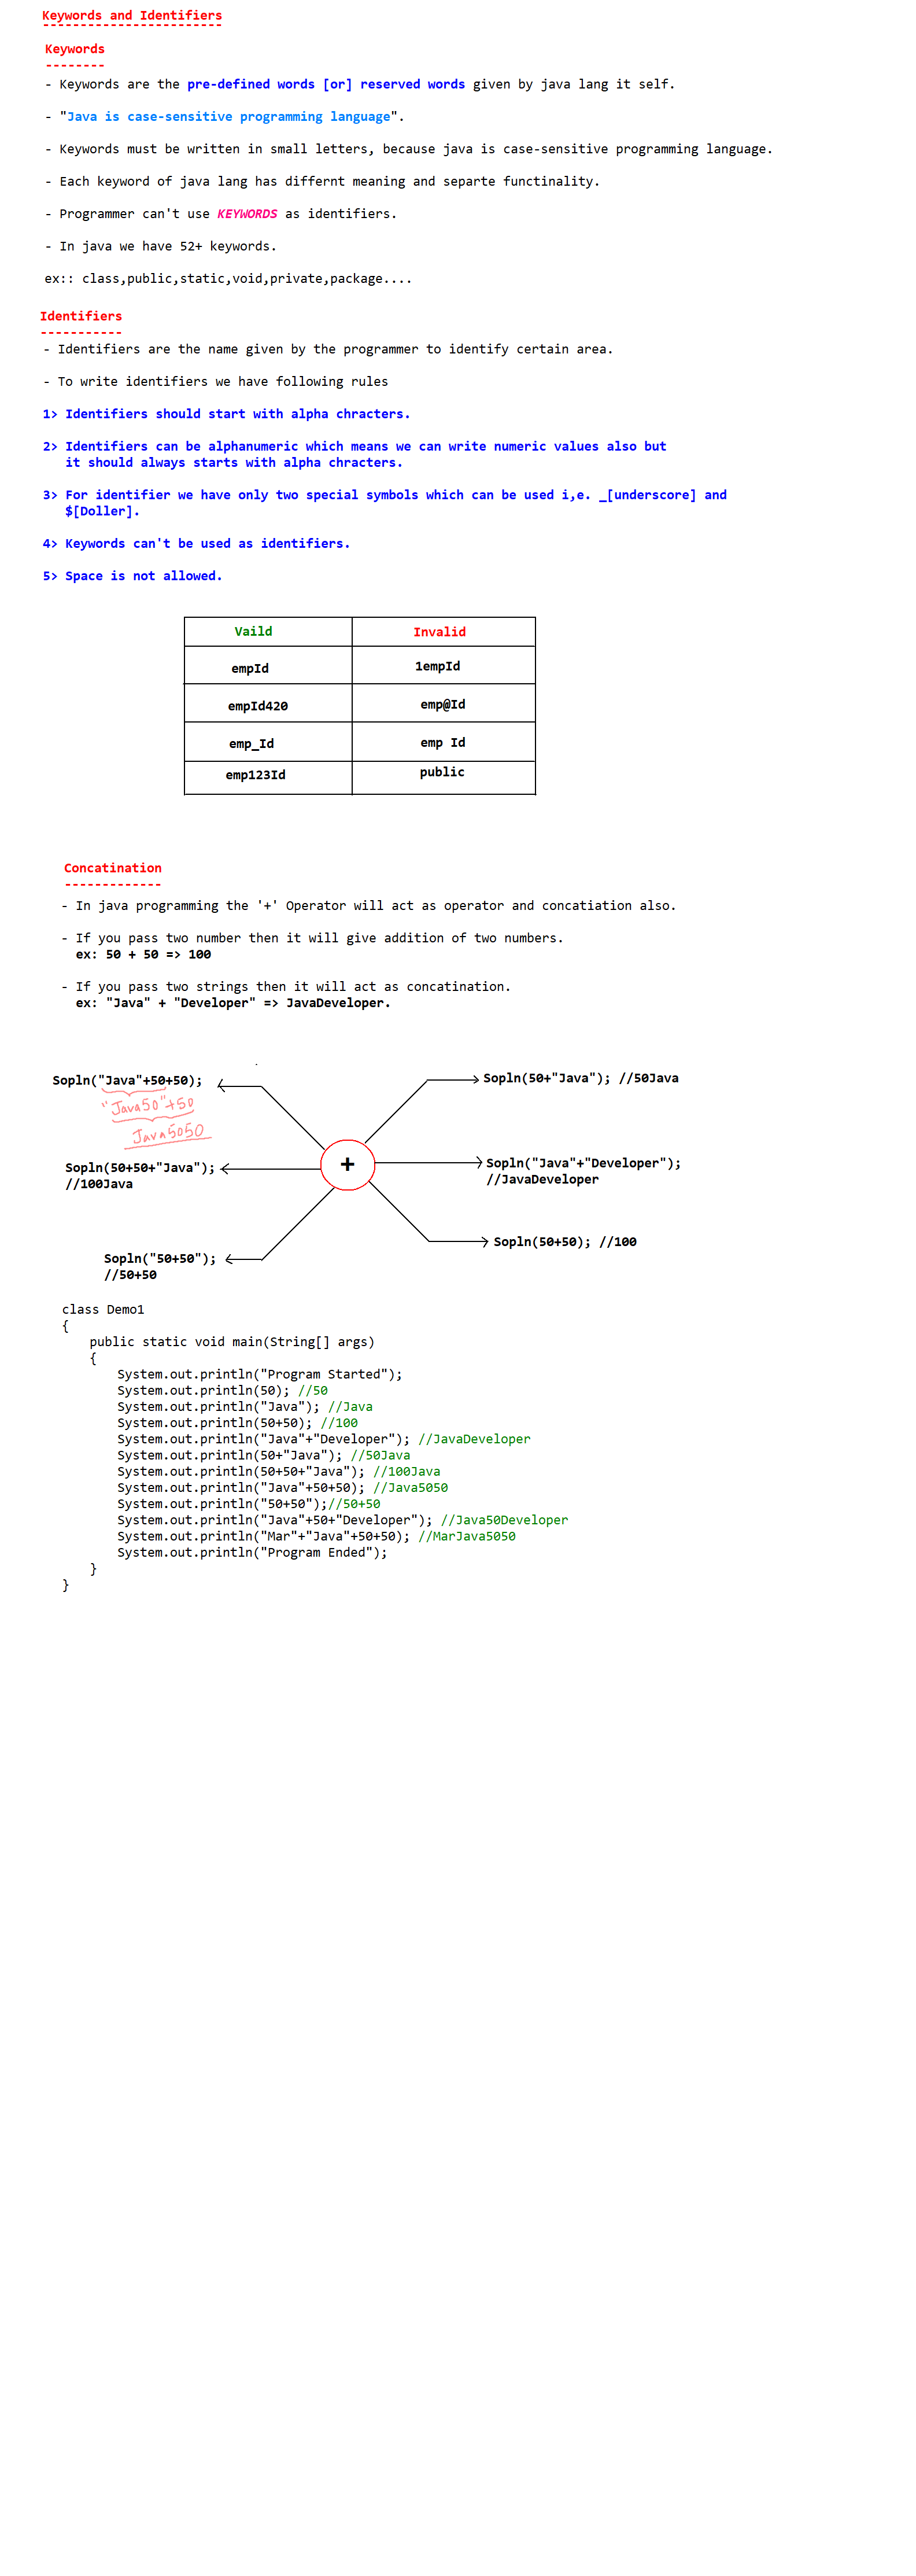 Keywords and Identifiers
------------------------
Keywords
--------
- Keywords are the pre-defined words [or] reserved words given by java lang it self.
- "Java is case-sensitive programming language".
- Keywords must be written in small letters, because java is case-sensitive programming language.
- Each keyword of java lang has differnt meaning and separte functinality.
- Programmer can't use KEYWORDS as identifiers.
- In java we have 52+ keywords.
ex:: class,public,static,void,private,package....
Identifiers
-----------
- Identifiers are the name given by the programmer to identify certain area.
- To write identifiers we have following rules
1> Identifiers should start with alpha chracters.
2> Identifiers can be alphanumeric which means we can write numeric values also but
it should always starts with alpha chracters.
3> For identifier we have only two special symbols which can be used i,e. _[underscore] and
$[Doller].
4> Keywords can't be used as identifiers.
5> Space is not allowed.
Vaild Invalid
empId 1empId
empId420 emp@Id
emp_Id emp Id
emp123Id public
Concatination
-------------
- In java programming the '+' Operator will act as operator and concatiation also.
- If you pass two number then it will give addition of two numbers.
ex: 50 + 50 => 100
- If you pass two strings then it will act as concatination.
ex: "Java" + "Developer" => JavaDeveloper.
Sopln("Java"+50+50);
"Java50"+50
Java5050
Sopln(50+"Java"); //50Java
Sopln(50+50+"Java");
//100Java
+
Sopln("Java"+"Developer");
//JavaDeveloper
Sopln("50+50");
//50+50
Sopln(50+50); //100
class Demo1
{
public static void main(String[] args)
{
System.out.println("Program Started");
System.out.println(50); //50
System.out.println("Java"); //Java
System.out.println(50+50); //100
System.out.println("Java"+"Developer"); //JavaDeveloper
System.out.println(50+"Java"); //50Java
System.out.println(50+50+"Java"); //100Java
System.out.println("Java"+50+50); //Java5050
System.out.println("50+50");//50+50
System.out.println("Java"+50+"Developer"); //Java50Developer
System.out.println("Mar"+"Java"+50+50); //MarJava5050
System.out.println("Program Ended");
}
}